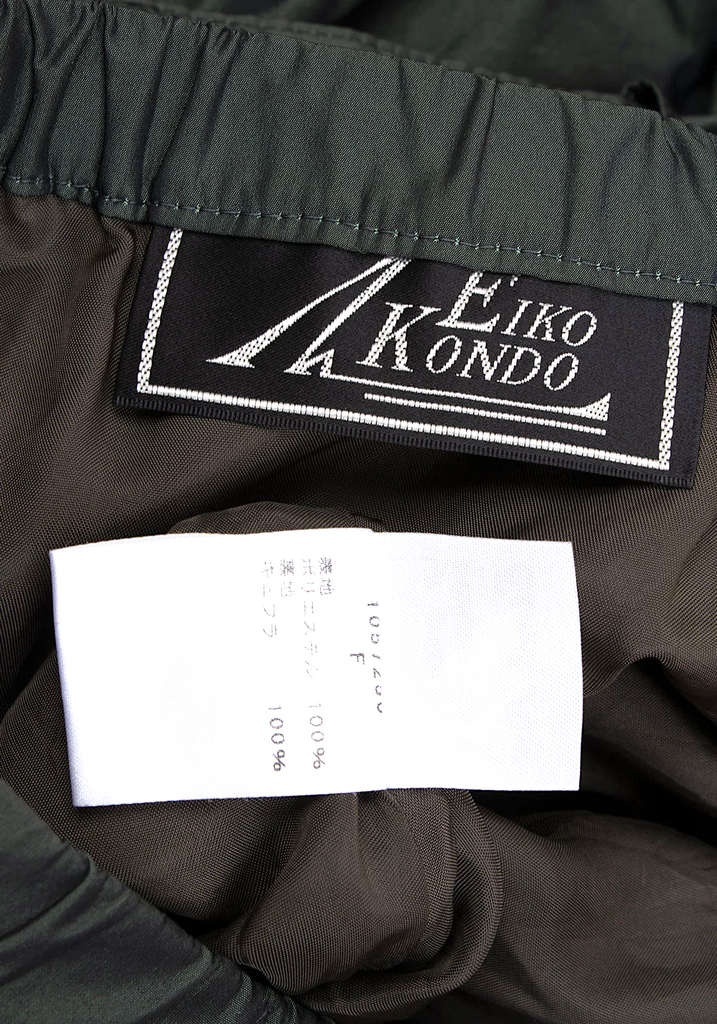 EIKO
KONDO
F
表地
ポリエステル 100%
裏地
キュプラ 100%